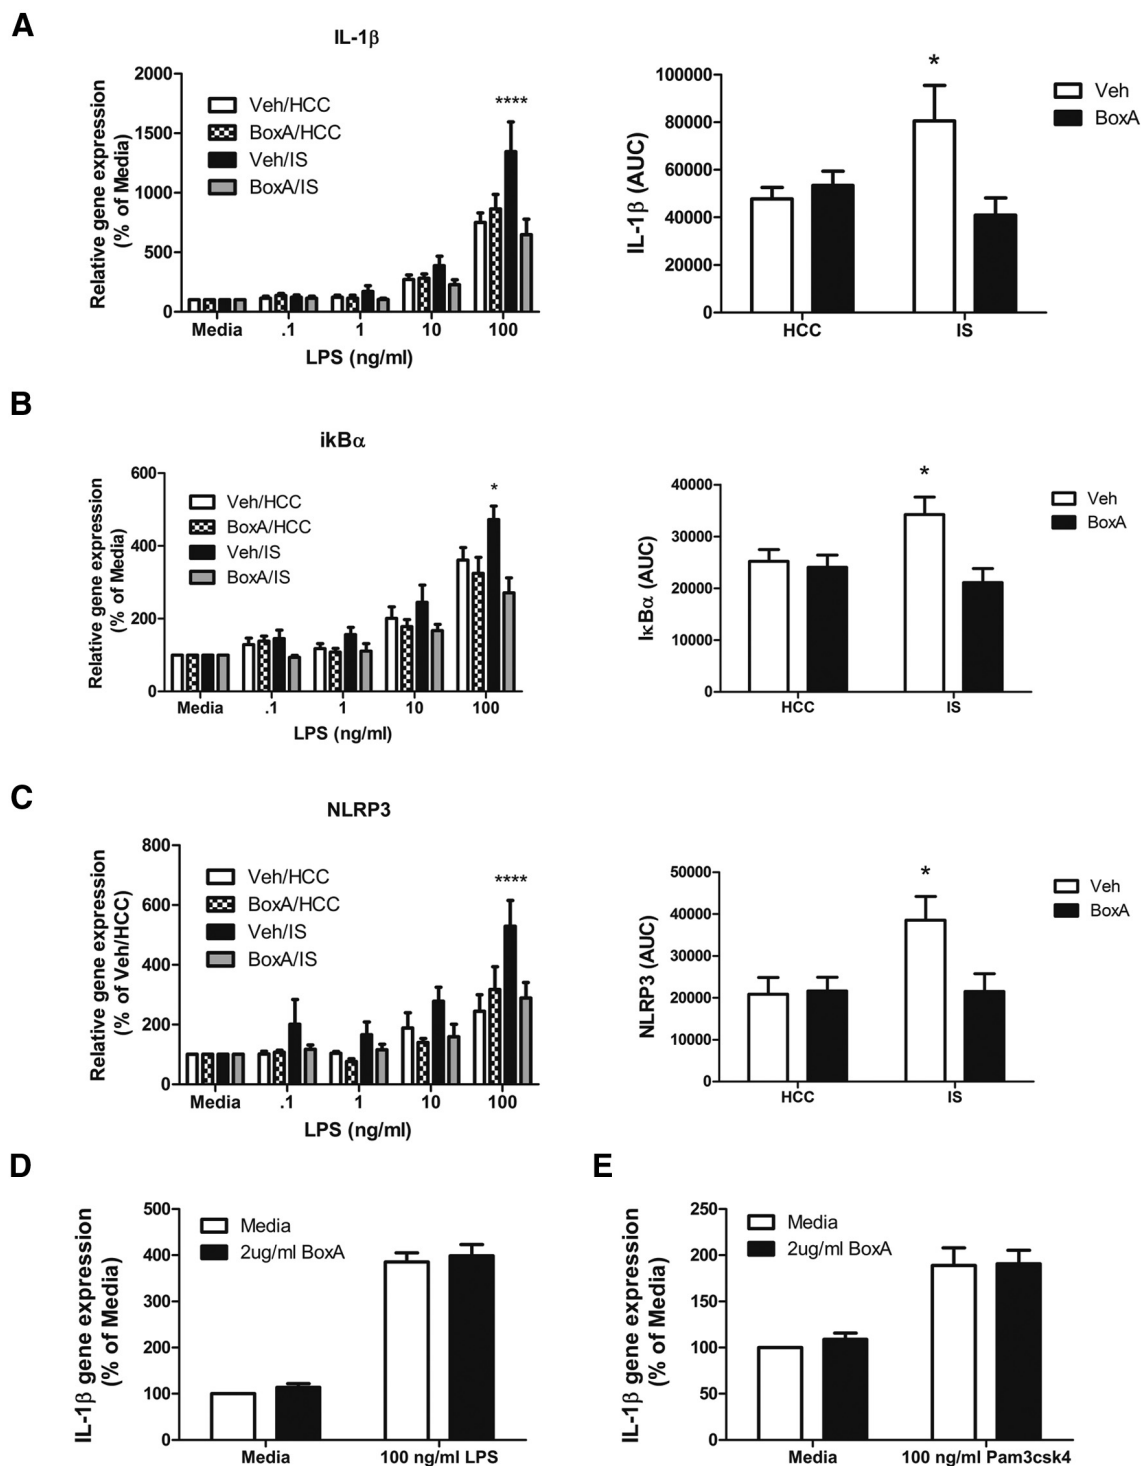 A
IL-1β
Relative gene expression
(% of Media)
2000
1500
1000
500
0
Veh/HCC
BoxA/HCC
Veh/IS
BoxA/IS
****
Media .1 1 10 100
LPS (ng/ml)
IL-1β (AUC)
100000
80000
60000
40000
20000
0
*
Veh
BoxA
HCC IS
B
ikBα
Relative gene expression
(% of Media)
600
400
200
0
Veh/HCC
BoxA/HCC
Veh/IS
BoxA/IS
*
Media .1 1 10 100
LPS (ng/ml)
IκBα (AUC)
40000
30000
20000
10000
0
*
Veh
BoxA
HCC IS
C
NLRP3
Relative gene expression
(% of Veh/HCC)
800
600
400
200
0
Veh/HCC
BoxA/HCC
Veh/IS
BoxA/IS
****
Media .1 1 10 100
LPS (ng/ml)
NLRP3 (AUC)
50000
40000
30000
20000
10000
0
*
Veh
BoxA
HCC IS
D
IL-1β gene expression
(% of Media)
500
400
300
200
100
0
Media
2ug/ml BoxA
Media 100 ng/ml LPS
E
IL-1β gene expression
(% of Media)
250
200
150
100
50
0
Media
2ug/ml BoxA
Media 100 ng/ml Pam3csk4